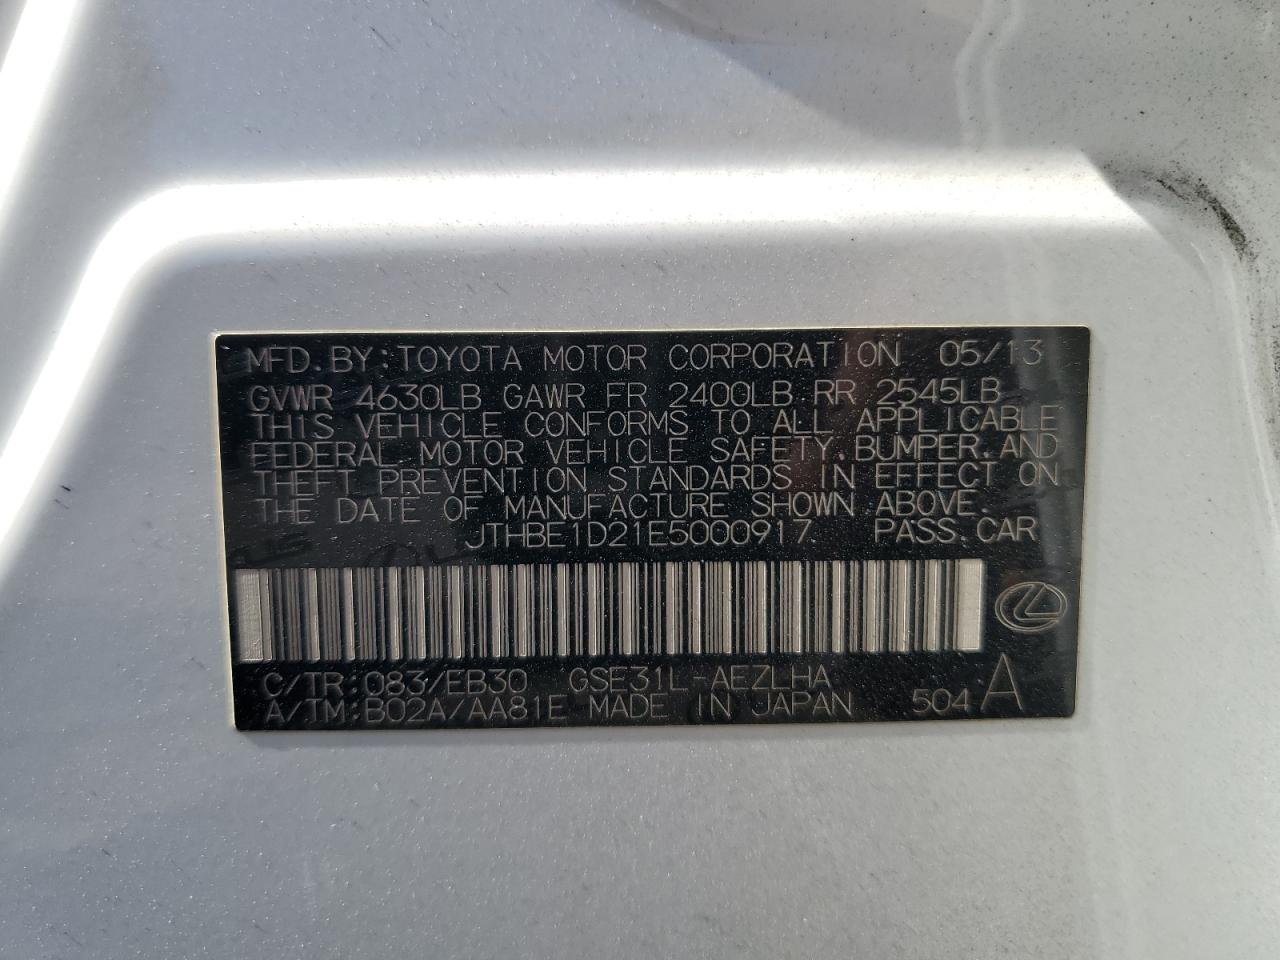 MFD. BY: TOYOTA MOTOR CORPORATION 05/13
GVWR 4630LB GAWR FR 2400LB RR 2545LB
THIS VEHICLE CONFORMS TO ALL APPLICABLE
FEDERAL MOTOR VEHICLE SAFETY, BUMPER, AND
THEFT PREVENTION STANDARDS IN EFFECT ON
THE DATE OF MANUFACTURE SHOWN ABOVE.
JTHBE1D21E5000917 PASS. CAR
C/TR: 083/EB30 GSE31L-AEZLHA
A/TM: B02A/AA81E MADE IN JAPAN 504 A